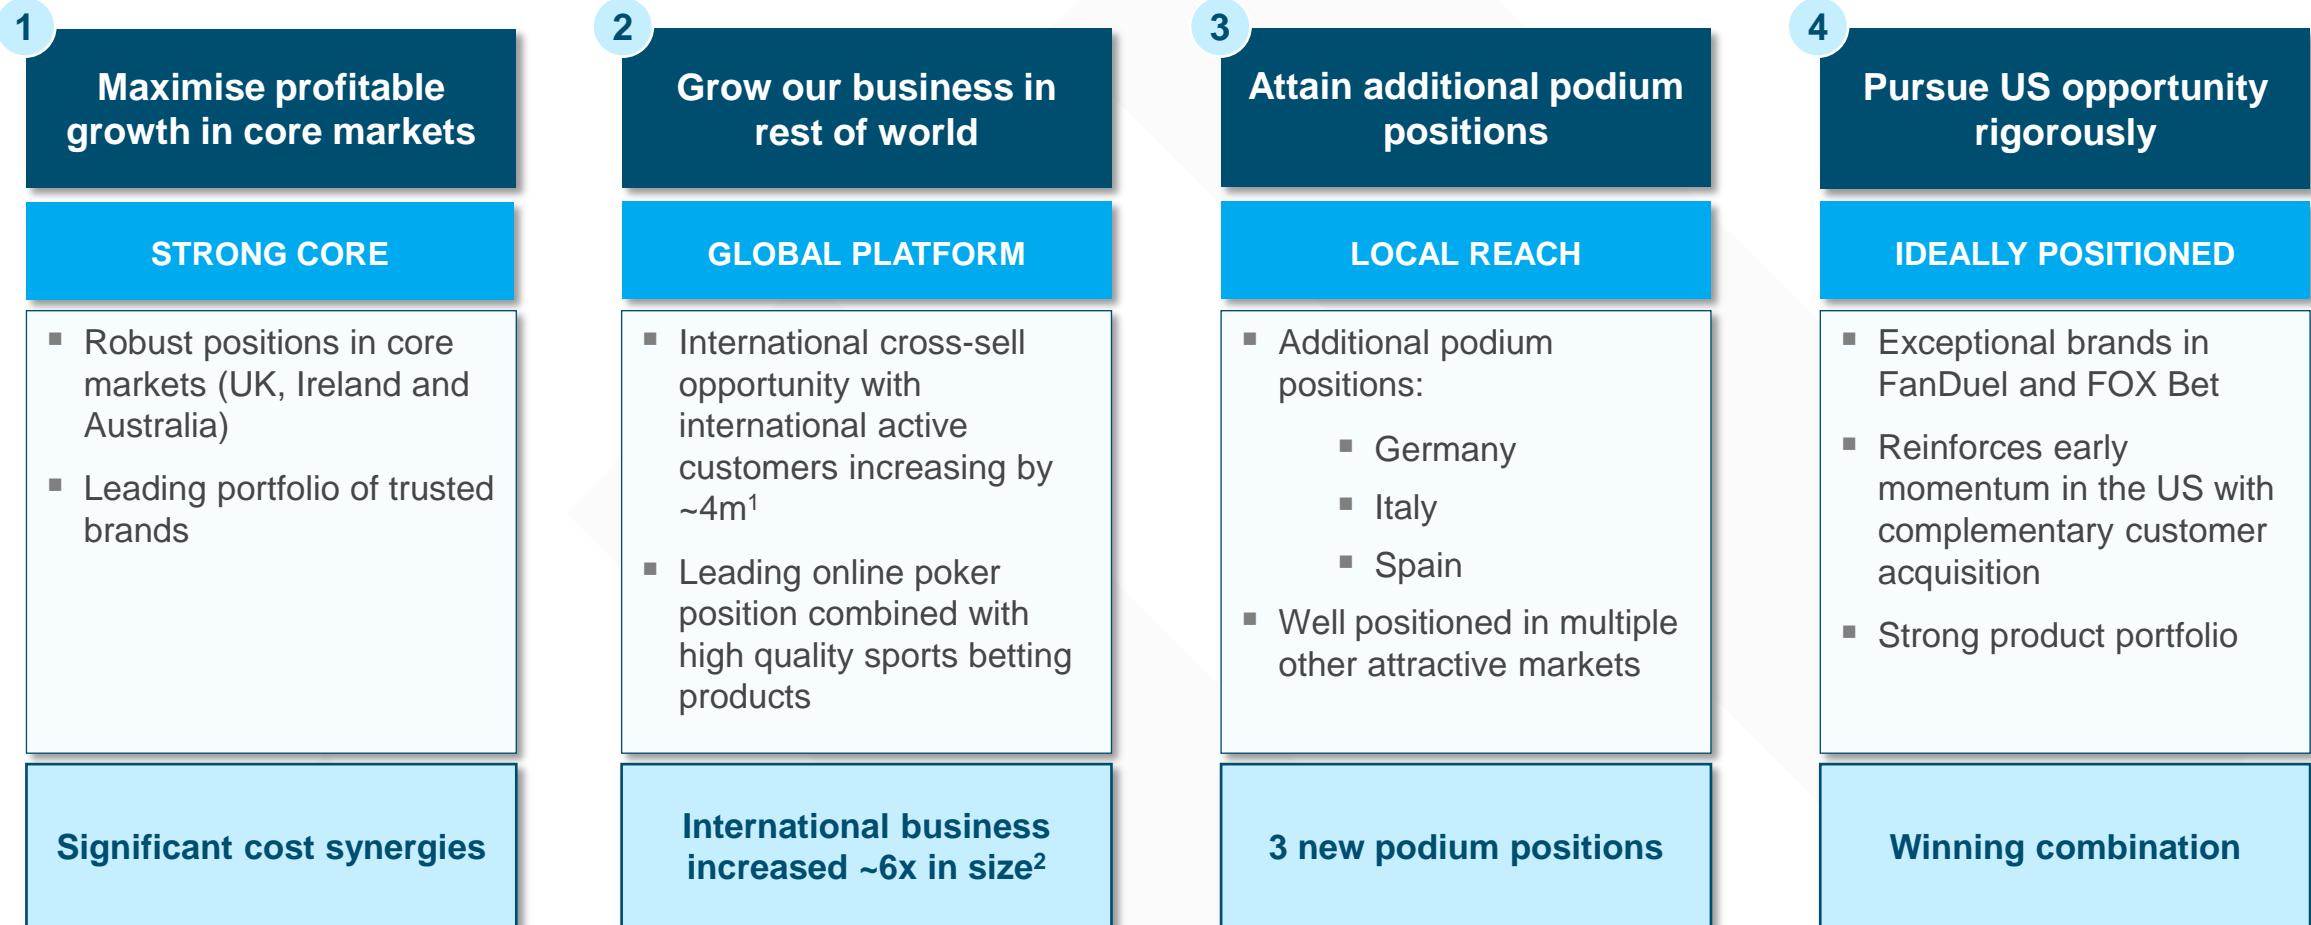 1
Maximise profitable
growth in core markets
STRONG CORE
▪ Robust positions in core
markets (UK, Ireland and
Australia)
▪ Leading portfolio of trusted
brands
Significant cost synergies
2
Grow our business in
rest of world
GLOBAL PLATFORM
▪ International cross-sell
opportunity with
international active
customers increasing by
~4m¹
▪ Leading online poker
position combined with
high quality sports betting
products
International business
increased ~6x in size²
3
Attain additional podium
positions
LOCAL REACH
▪ Additional podium
positions:
▪ Germany
▪ Italy
▪ Spain
▪ Well positioned in multiple
other attractive markets
3 new podium positions
4
Pursue US opportunity
rigorously
IDEALLY POSITIONED
▪ Exceptional brands in
FanDuel and FOX Bet
▪ Reinforces early
momentum in the US with
complementary customer
acquisition
▪ Strong product portfolio
Winning combination